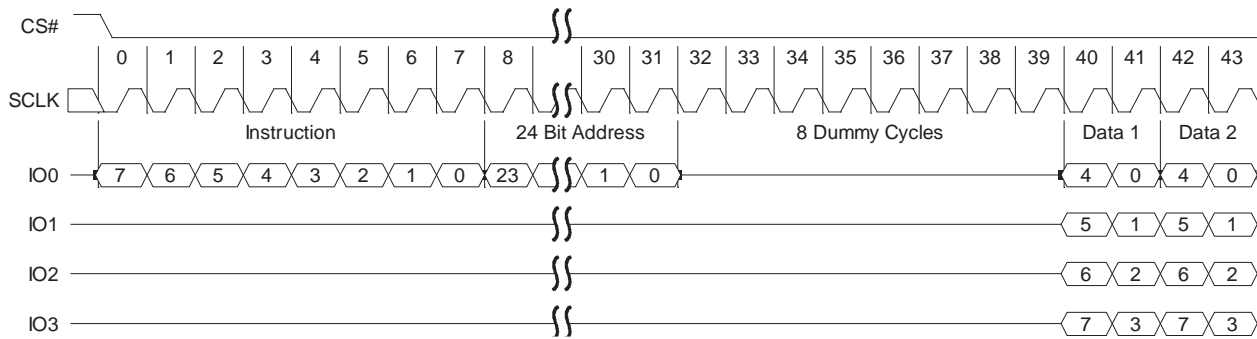 CS#
0 1 2 3 4 5 6 7 8 30 31 32 33 34 35 36 37 38 39 40 41 42 43
SCLK
Instruction 24 Bit Address 8 Dummy Cycles Data 1 Data 2
IO0 7 6 5 4 3 2 1 0 23 1 0 4 0 4 0
IO1 5 1 5 1
IO2 6 2 6 2
IO3 7 3 7 3